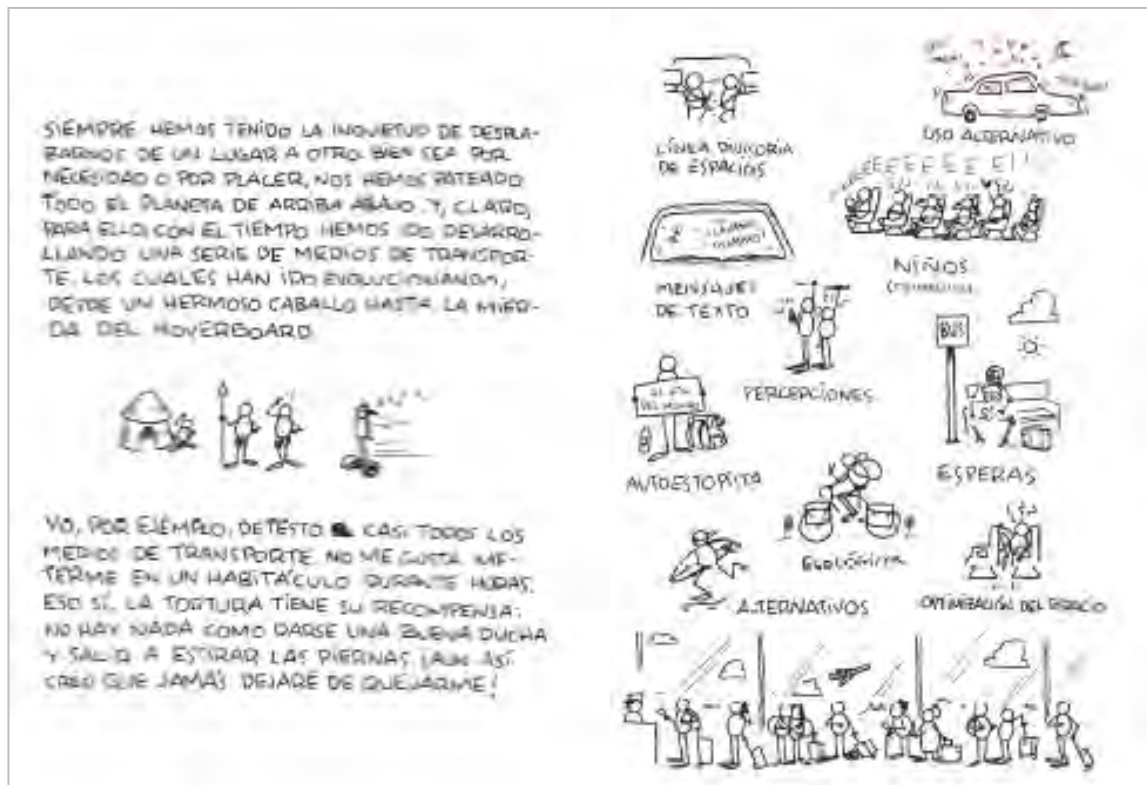 SIEMPRE HEMOS TENIDO LA INQUIETUD DE DESPLA-
ZARNOS DE UN LUGAR A OTRO. BIEN SEA POR
NECESIDAD O POR PLACER, NOS HEMOS PATEADO
TODO EL PLANETA DE ARRIBA ABAJO. Y, CLARO,
PARA ELLO, CON EL TIEMPO HEMOS IDO DESARRO-
LLANDO UNA SERIE DE MEDIOS DE TRANSPOR-
TE, LOS CUALES HAN IDO EVOLUCIONANDO,
DESDE UN HERMOSO CABALLO HASTA LA MIER-
DA DEL HOVERBOARD.
YO, POR EJEMPLO, DETESTO CASI TODOS LOS
MEDIOS DE TRANSPORTE. NO ME GUSTA ME-
TERME EN UN HABITÁCULO DURANTE HORAS.
ESO SÍ, LA TORTURA TIENE SU RECOMPENSA:
NO HAY NADA COMO DARSE UNA BUENA DUCHA
Y SALIR A ESTIRAR LAS PIERNAS ¡AUN ASÍ
CREO QUE JAMÁS DEJARÉ DE QUEJARME!
LÍNEA DIVISORIA
DE ESPACIOS
USO ALTERNATIVO
EEEEEEE E!!
MENSAJES
DE TEXTO
NIÑOS
BUS
PERCEPCIONES
AL FIN
DEL MUNDO
AUTOESTOPISTA
ESPERAS
ECOLÓGICA
ALTERNATIVOS
OPTIMIZACIÓN DEL ESPACIO